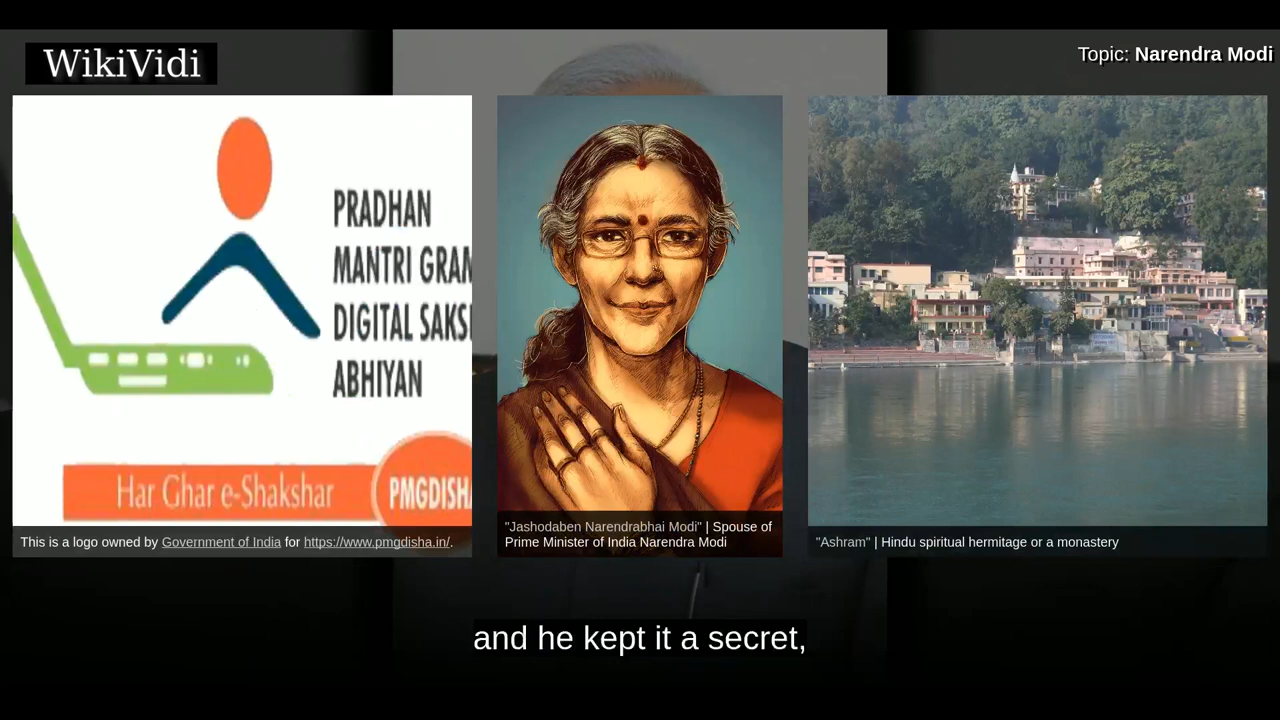 WikiVidi
Topic: Narendra Modi
PRADHAN
MANTRI GRAM
DIGITAL SAKS
ABHIYAN
Har Ghar e-Shakshar
PMGDISHA
This is a logo owned by Government of India for https://www.pmgdisha.in/.
"Jashodaben Narendrabhai Modi" | Spouse of
Prime Minister of India Narendra Modi
"Ashram" | Hindu spiritual hermitage or a monastery
and he kept it a secret,